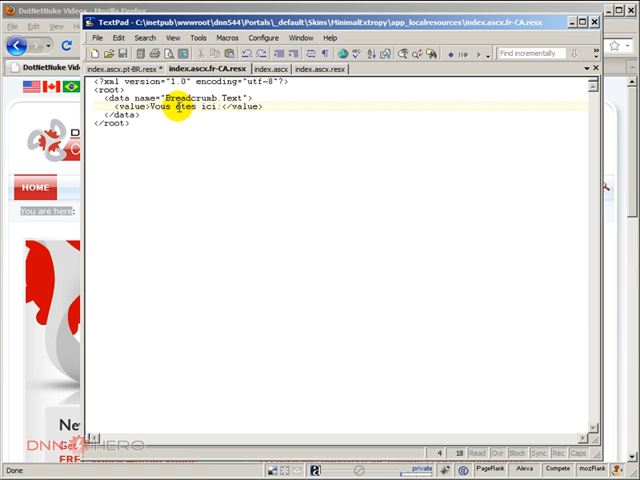 TextPad - C:\inetpub\wwwroot\dnn544\Portals\_default\Skins\MinimalExtropy\app_localresources\index.ascx.fr-CA.resx
DotNetNuke Videos - Mozilla Firefox
File Edit
File Edit Search View Tools Macros Configure Window Help
Find incrementally
DotNetNuke Videos
index.ascx.pt-BR.resx * index.ascx.fr-CA.resx index.ascx index.ascx.resx
<?xml version="1.0" encoding="utf-8"?>
<root>
<data name="Breadcrumb.Text">
<value>Vous êtes ici:</value>
</data>
</root>
HOME
You are here:
DNN HERO
4 18 Read Ovr Block Sync Rec Caps
Done
private
PageRank
Alexa
Compete
mozRank